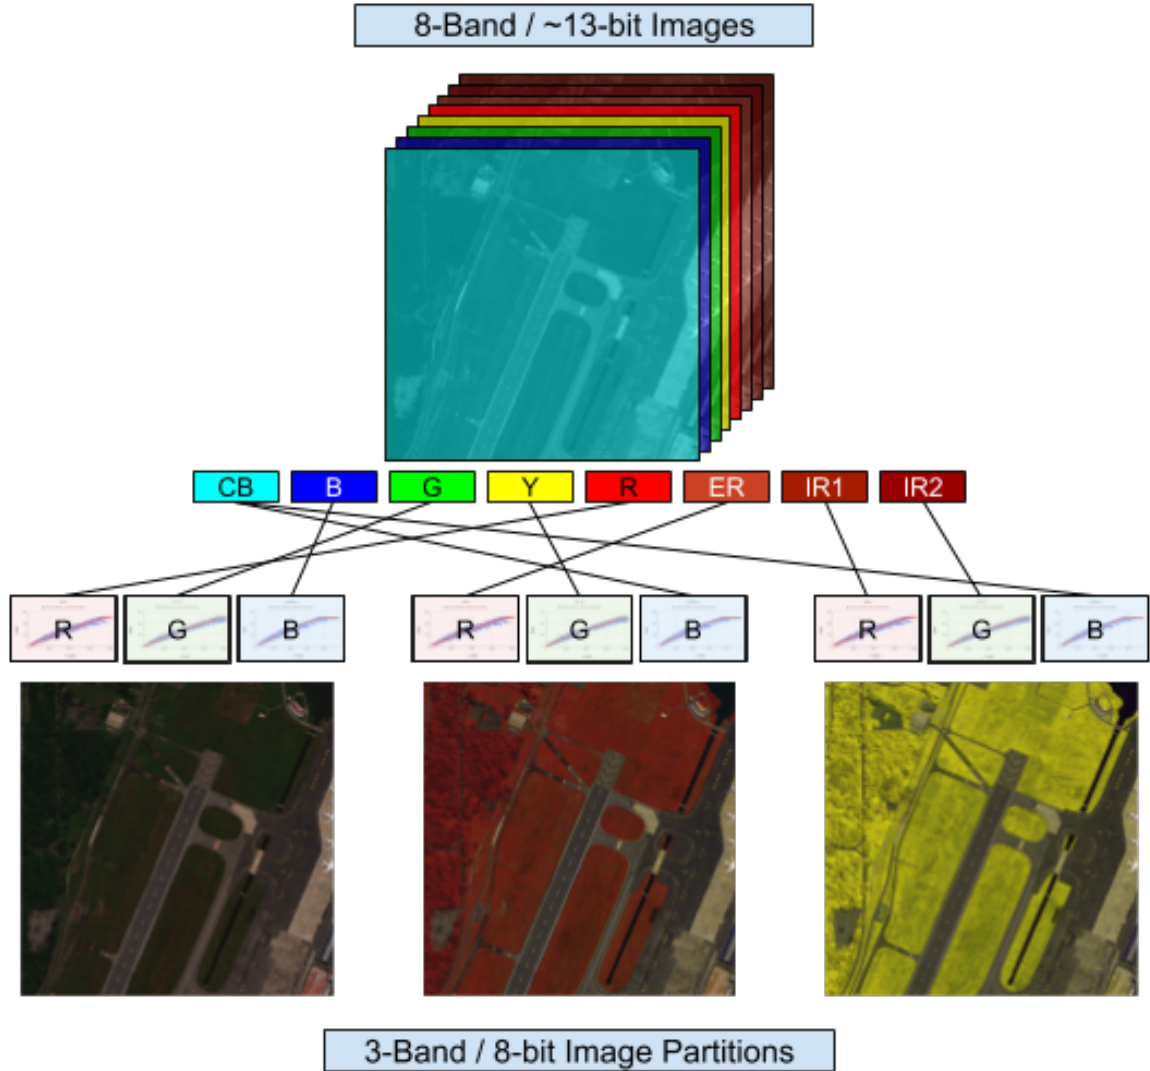 8-Band / ~13-bit Images
CB B G Y R ER IR1 IR2
R G B R G B R G B
3-Band / 8-bit Image Partitions